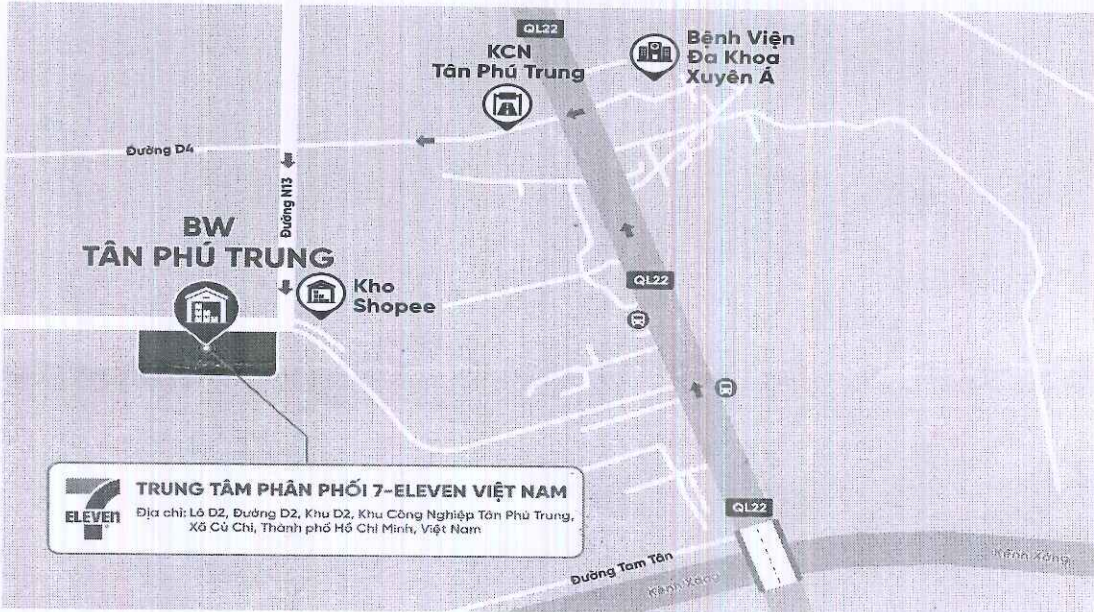 QL22
KCN
Tân Phú Trung
Bệnh Viện
Đa Khoa
Xuyên Á
Đường D4
Đường N13
BW
TÂN PHÚ TRUNG
Kho
Shopee
QL22
7
ELEVEN
TRUNG TÂM PHÂN PHỐI 7-ELEVEN VIỆT NAM
Địa chỉ: Lô D2, Đường D2, Khu D2, Khu Công Nghiệp Tân Phú Trung,
Xã Củ Chi, Thành phố Hồ Chí Minh, Việt Nam
QL22
Đường Tam Tân
Kênh Xáng
Kênh Xáng